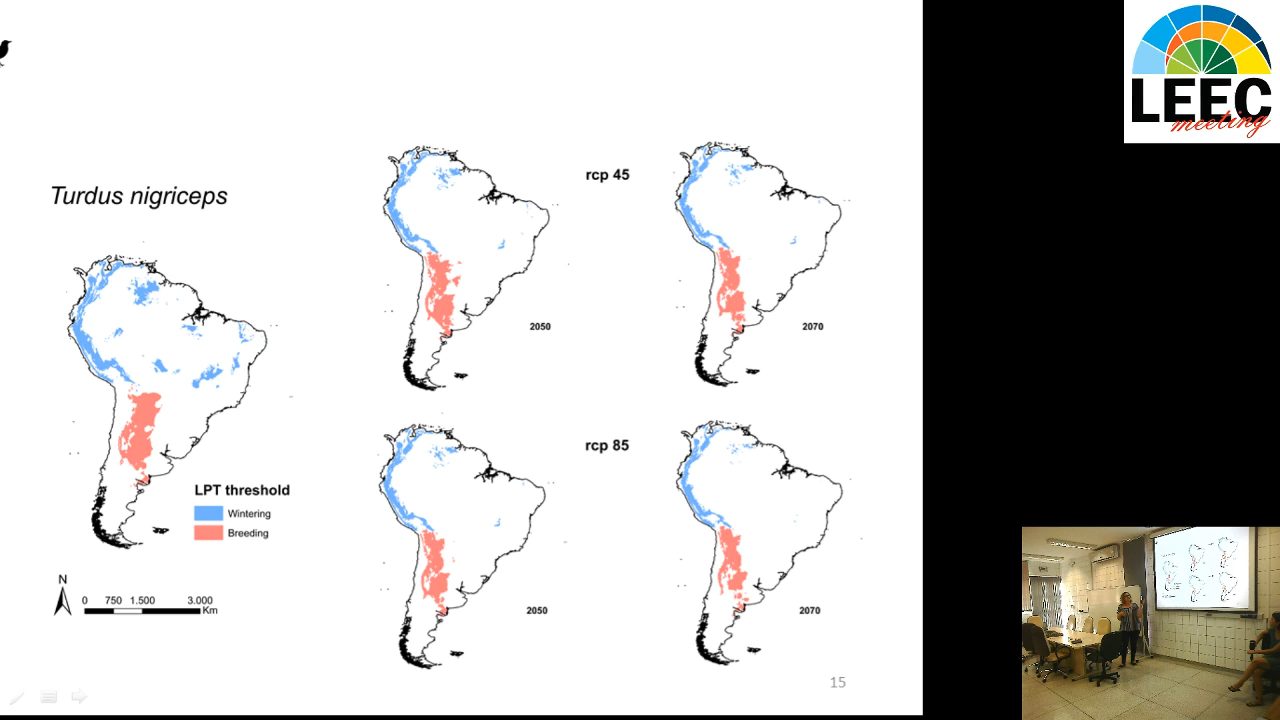 LEEC
meeting
Turdus nigriceps
rcp 45
2050
2070
LPT threshold
Wintering
Breeding
N
0 750 1.500 3.000
Km
rcp 85
2050
2070
15